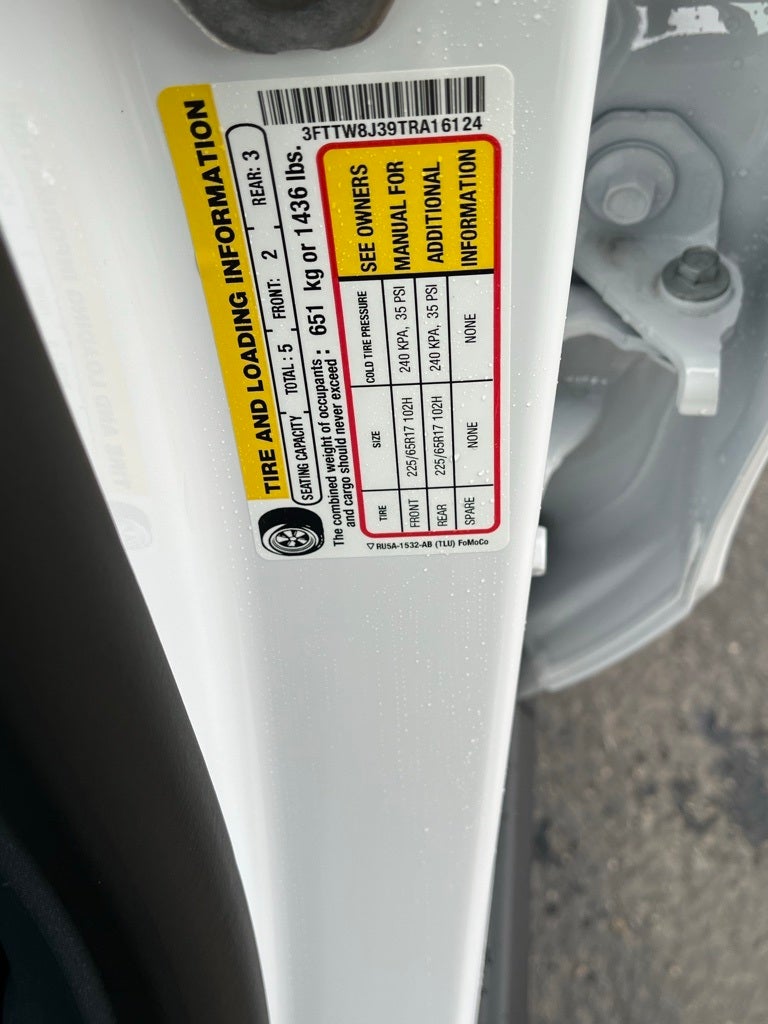 3FTTW8J39TRA16124
TIRE AND LOADING INFORMATION
SEATING CAPACITY TOTAL: 5 FRONT: 2 REAR: 3
The combined weight of occupants : 651 kg or 1436 lbs.
and cargo should never exceed :
TIRE SIZE COLD TIRE PRESSURE
FRONT 225/65R17 102H 240 KPA, 35 PSI
REAR 225/65R17 102H 240 KPA, 35 PSI
SPARE NONE NONE
SEE OWNERS
MANUAL FOR
ADDITIONAL
INFORMATION
RU5A-1532-AB (TLU) FoMoCo